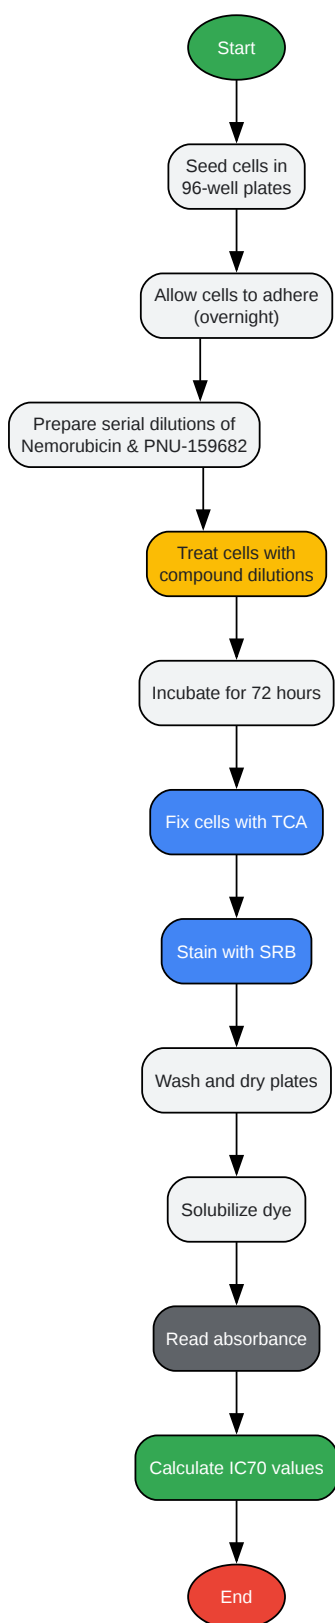 Start
Seed cells in
96-well plates
Allow cells to adhere
(overnight)
Prepare serial dilutions of
Nemorubicin & PNU-159682
Treat cells with
compound dilutions
Incubate for 72 hours
Fix cells with TCA
Stain with SRB
Wash and dry plates
Solubilize dye
Read absorbance
Calculate IC70 values
End